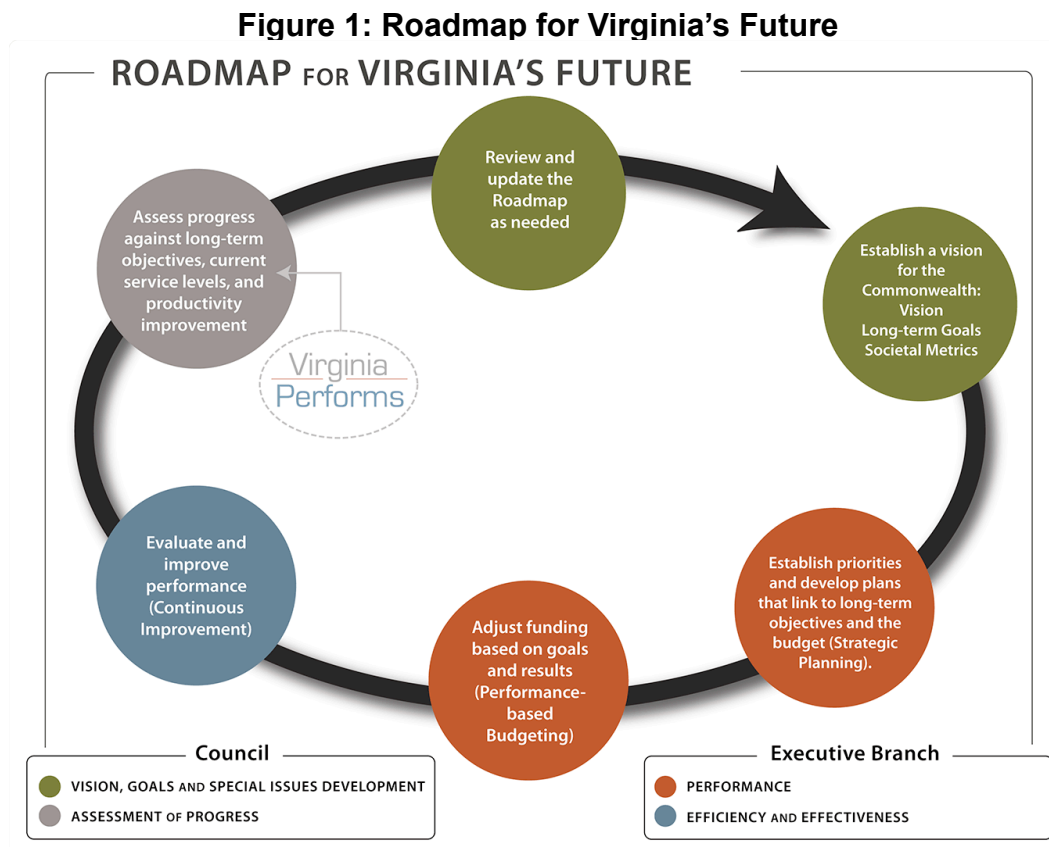 Figure 1: Roadmap for Virginia's Future
ROADMAP FOR VIRGINIA'S FUTURE
Review and
update the
Roadmap
as needed
Establish a vision
for the
Commonwealth:
Vision
Long-term Goals
Societal Metrics
Establish priorities
and develop plans
that link to long-term
objectives and the
budget (Strategic
Planning).
Adjust funding
based on goals
and results
(Performance-
based
Budgeting)
Evaluate and
improve
performance
(Continuous
Improvement)
Assess progress
against long-term
objectives, current
service levels, and
productivity
improvement
Virginia
Performs
Council
VISION, GOALS AND SPECIAL ISSUES DEVELOPMENT
ASSESSMENT OF PROGRESS
Executive Branch
PERFORMANCE
EFFICIENCY AND EFFECTIVENESS